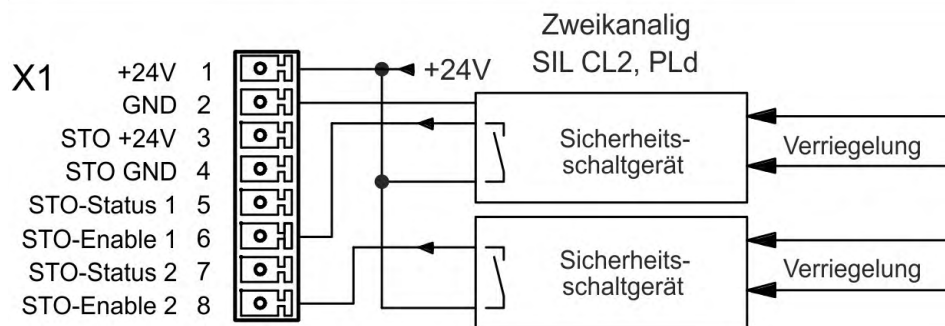 Zweikanalig
SIL CL2, PLd
X1
+24V 1
+24V
GND 2
STO +24V 3
STO GND 4
STO-Status 1 5
STO-Enable 1 6
STO-Status 2 7
STO-Enable 2 8
Sicherheits-
schaltgerät
Verriegelung
Sicherheits-
schaltgerät
Verriegelung